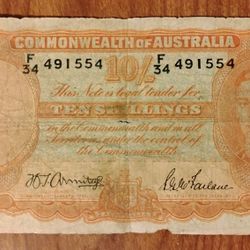 COMMONWEALTH OF AUSTRALIA
F/34 491554 10/- F/34 491554
This Note is legal tender for
TEN SHILLINGS
in the Commonwealth and in all
Territories under the control of
the Commonwealth